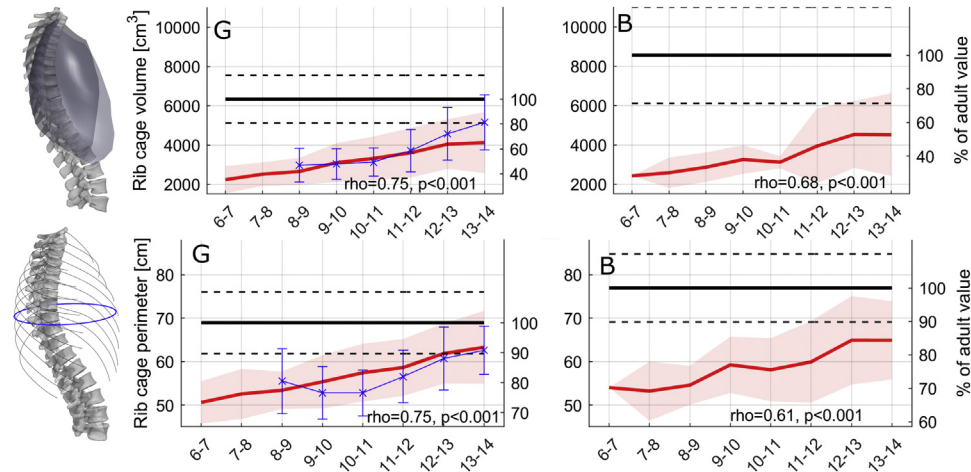 Rib cage volume [cm³]
G
10000
8000
6000
4000
2000
100
80
60
40
rho=0.75, p<0.001
6-7 7-8 8-9 9-10 10-11 11-12 12-13 13-14
B
10000
8000
6000
4000
2000
100
80
60
40
% of adult value
rho=0.68, p<0.001
6-7 7-8 8-9 9-10 10-11 11-12 12-13 13-14
Rib cage perimeter [cm]
G
80
70
60
50
100
90
80
70
rho=0.75, p<0.001
6-7 7-8 8-9 9-10 10-11 11-12 12-13 13-14
B
80
70
60
50
100
90
80
70
60
% of adult value
rho=0.61, p<0.001
6-7 7-8 8-9 9-10 10-11 11-12 12-13 13-14